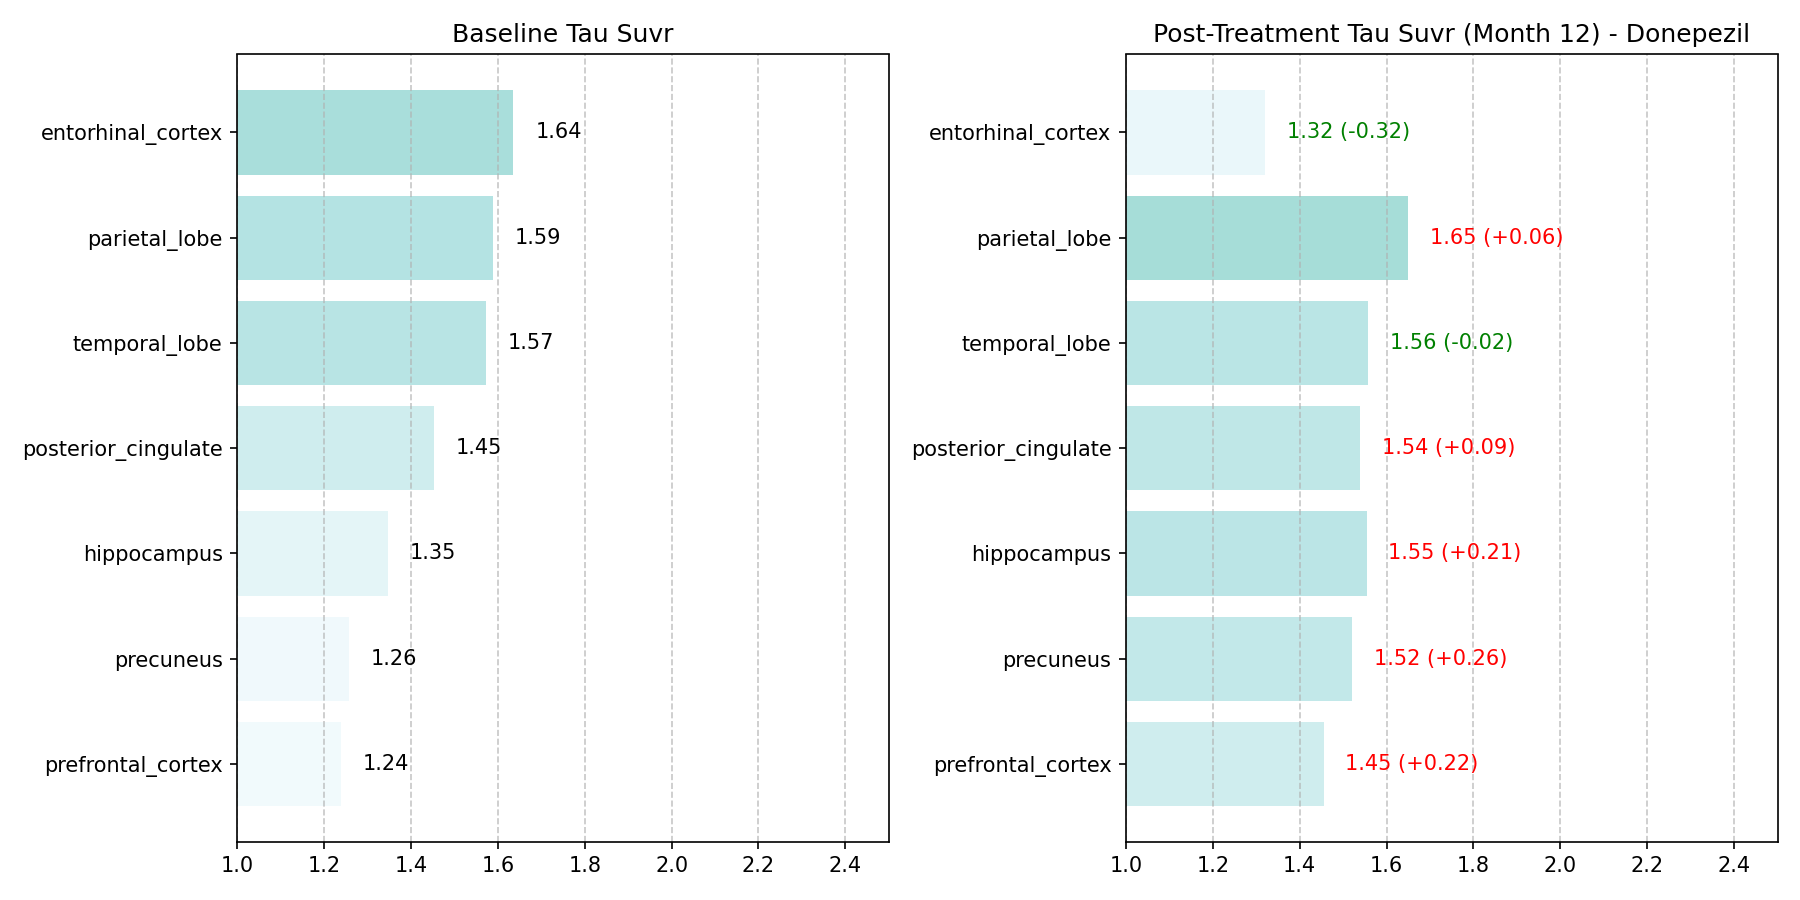 Baseline Tau Suvr
entorhinal_cortex 1.64
parietal_lobe 1.59
temporal_lobe 1.57
posterior_cingulate 1.45
hippocampus 1.35
precuneus 1.26
prefrontal_cortex 1.24
1.0 1.2 1.4 1.6 1.8 2.0 2.2 2.4
Post-Treatment Tau Suvr (Month 12) - Donepezil
entorhinal_cortex 1.32 (-0.32)
parietal_lobe 1.65 (+0.06)
temporal_lobe 1.56 (-0.02)
posterior_cingulate 1.54 (+0.09)
hippocampus 1.55 (+0.21)
precuneus 1.52 (+0.26)
prefrontal_cortex 1.45 (+0.22)
1.0 1.2 1.4 1.6 1.8 2.0 2.2 2.4